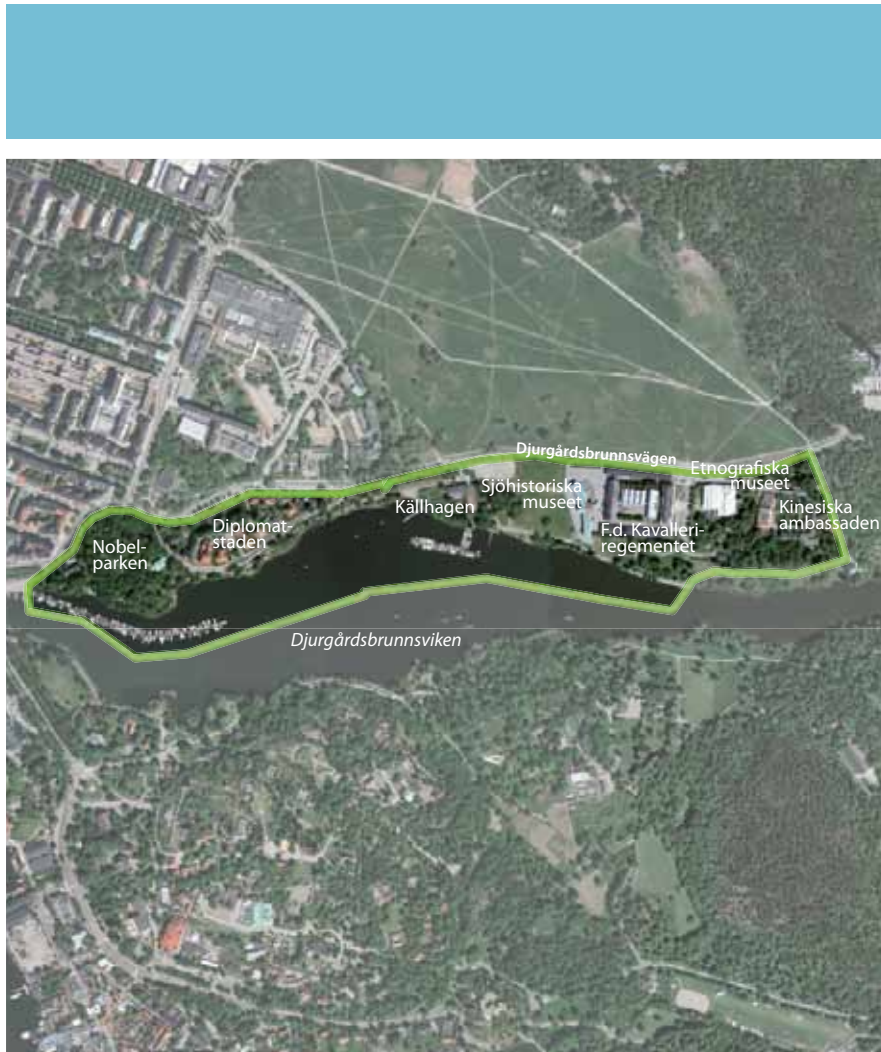 Djurgårdsbrunnsvägen
Etnografiska
museet
Sjöhistoriska
museet
Källhagen
Kinesiska
ambassaden
Diplomat-
staden
F.d. Kavalleri-
regementet
Nobel-
parken
Djurgårdsbrunnsviken